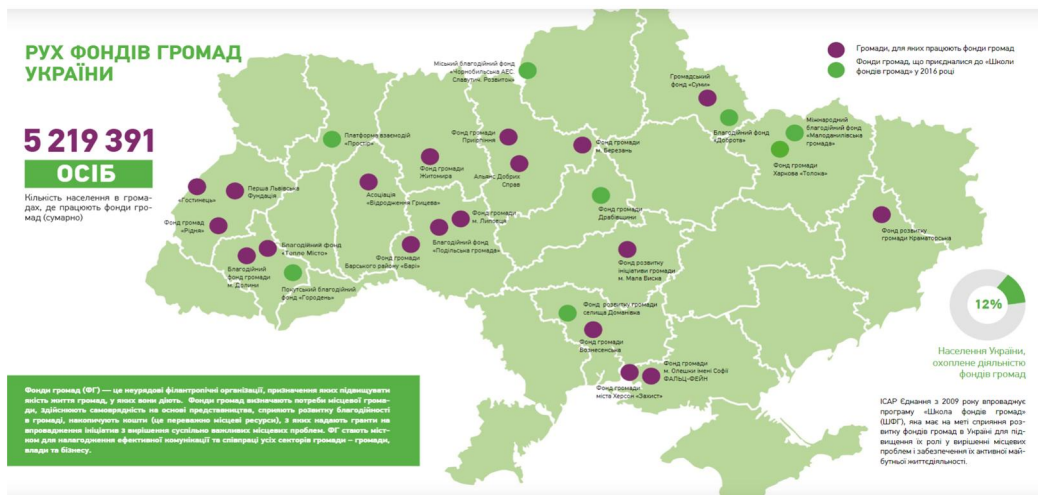 РУХ ФОНДІВ ГРОМАД
УКРАЇНИ
5 219 391
ОСІБ
Кількість населення в грома-
дах, де працюють фонди гро-
мад (сумарно)
Громади, для яких працюють фонди громад
Фонди громад, що приєдналися до «Школи
фондів громад» у 2016 році
Міський благодійний фонд
«Чорнобильська АЕС.
Славутич. Розвиток»
Громадський
фонд «Суми»
Благодійний фонд
«Доброта»
Міжнародний
благодійний фонд
«Малоданилівська
громада»
Фонд громади
Харкова «Толока»
Платформа взаємодій
«Простір»
Фонд громади
Житомира
Фонд громади
Приірпіння
Альянс Добрих
Справ
Фонд громади
м. Березань
«Гостинець»
Перша Львівська
Фундація
Асоціація
«Відродження Грицева»
Фонд громад
«Рідня»
Благодійний
фонд громади
м. Долини
Благодійний фонд
«Тепле Місто»
Покутський благодійний
фонд «Городень»
Фонд громади
Барського району «Барі»
Благодійний фонд
«Подільська громада»
Фонд громади
м. Липовця
Фонд громади
Драбівщини
Фонд розвитку
ініціативи громади
м. Мала Виска
Фонд розвитку
громади Краматорська
Фонд розвитку громади
селища Доманівка
Фонд громади
Вознесенська
Фонд громади
міста Херсон «Захист»
Фонд громади
м. Олешки імені Софії
ФАЛЬЦ-ФЕЙН
12%
Населення України,
охоплене діяльністю
фондів громад
Фонди громад (ФГ) — це неурядові філантропічні організації, призначення яких підвищувати
якість життя громад, у яких вони діють. Фонди громад визначають потреби місцевої грома-
ди, здійснюють самоврядність на основі представництва, сприяють розвитку благодійності
в громаді, накопичують кошти (це переважно місцеві ресурси), з яких надають гранти на
впровадження ініціатив з вирішення суспільно важливих місцевих проблем. ФГ стають міст-
ком для налагодження ефективної комунікації та співпраці усіх секторів громади – громади,
влади та бізнесу.
ІСАР Єднання з 2009 року впроваджує
програму «Школа фондів громад»
(ШФГ), яка має на меті сприяння роз-
витку фондів громад в Україні для під-
вищення їх ролі у вирішенні місцевих
проблем і забезпечення їх активної май-
бутньої життєдіяльності.